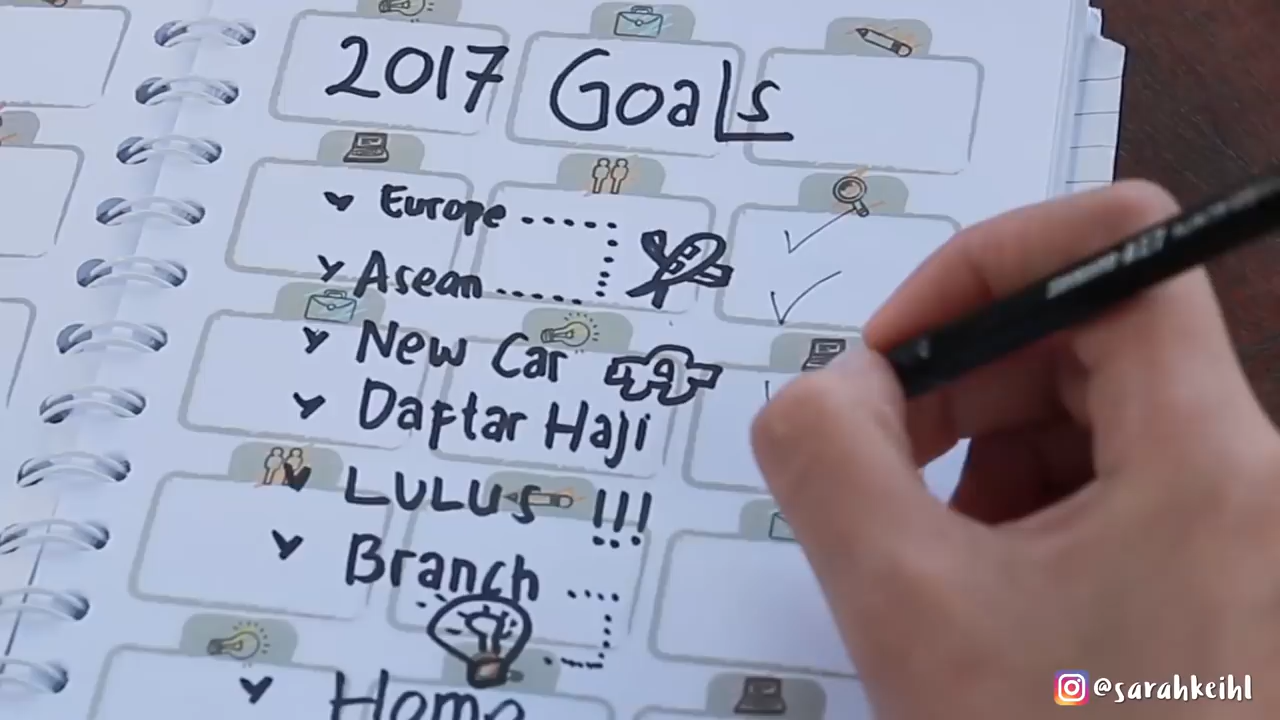 2017 Goals
Europe
Asean
New Car
Daftar Haji
LULUS !!!
Branch
Home
@sarahkeihl